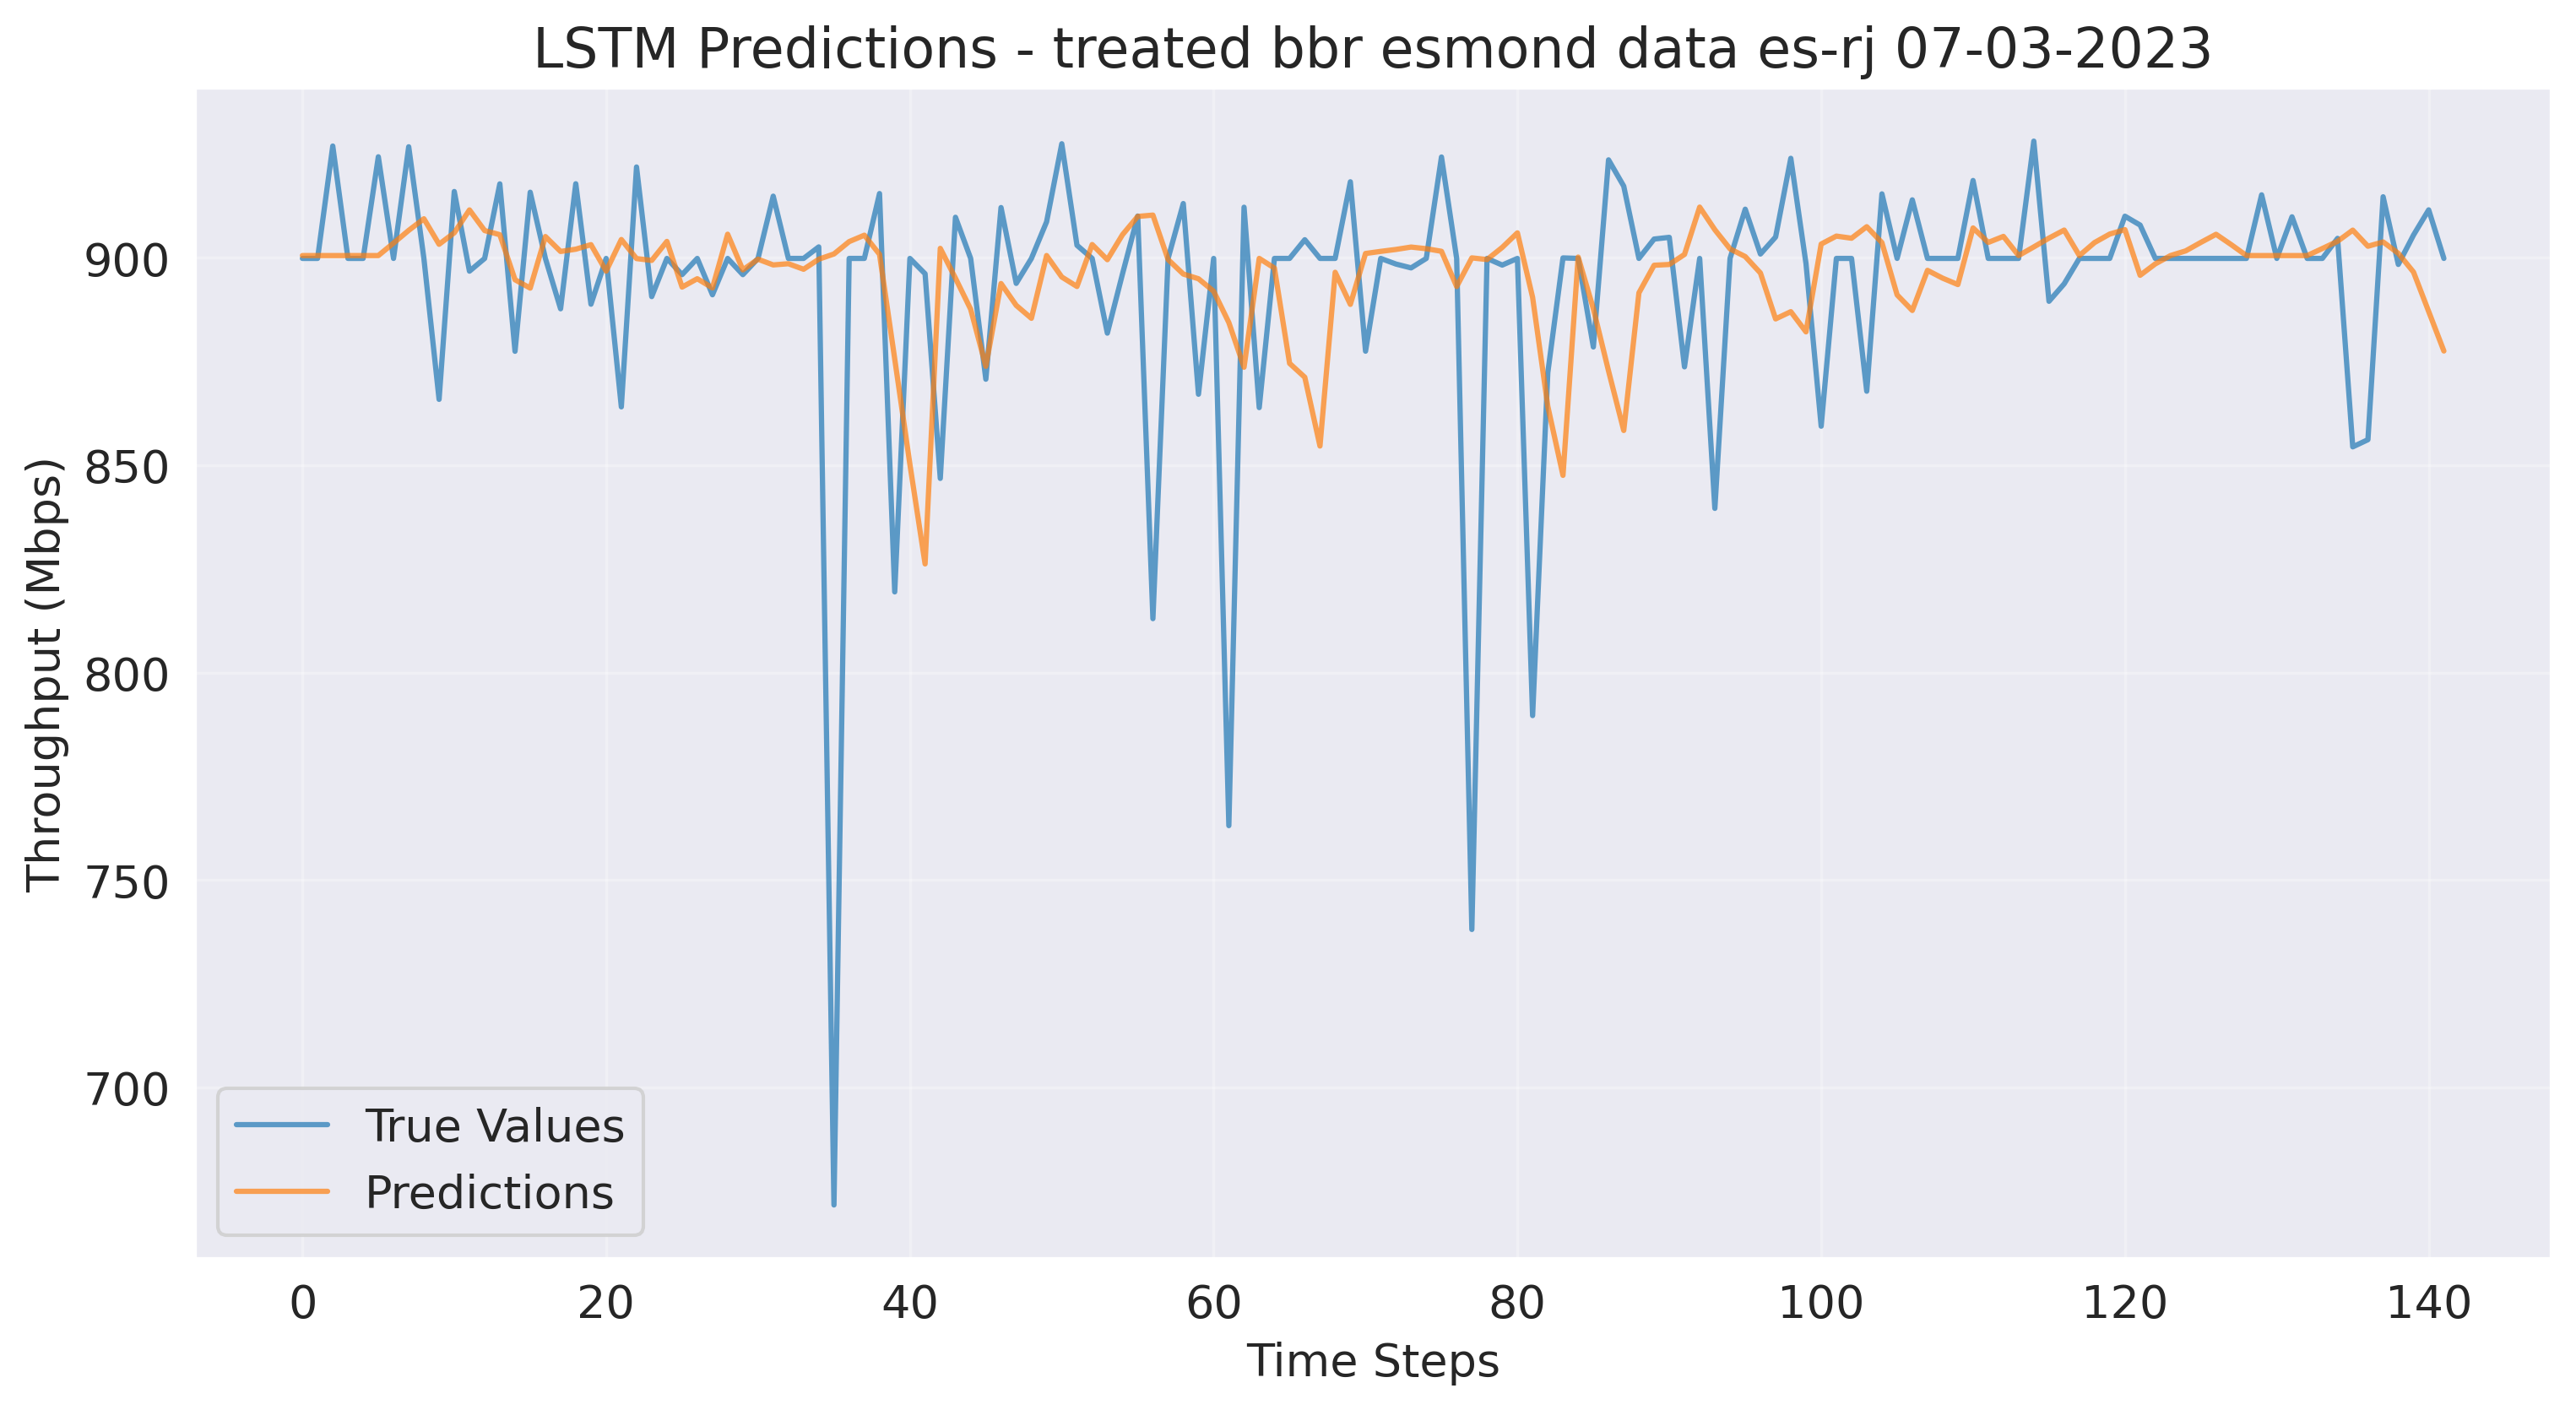 LSTM Predictions - treated bbr esmond data es-rj 07-03-2023
Throughput (Mbps)
900
850
800
750
700
True Values
Predictions
0 20 40 60 80 100 120 140
Time Steps